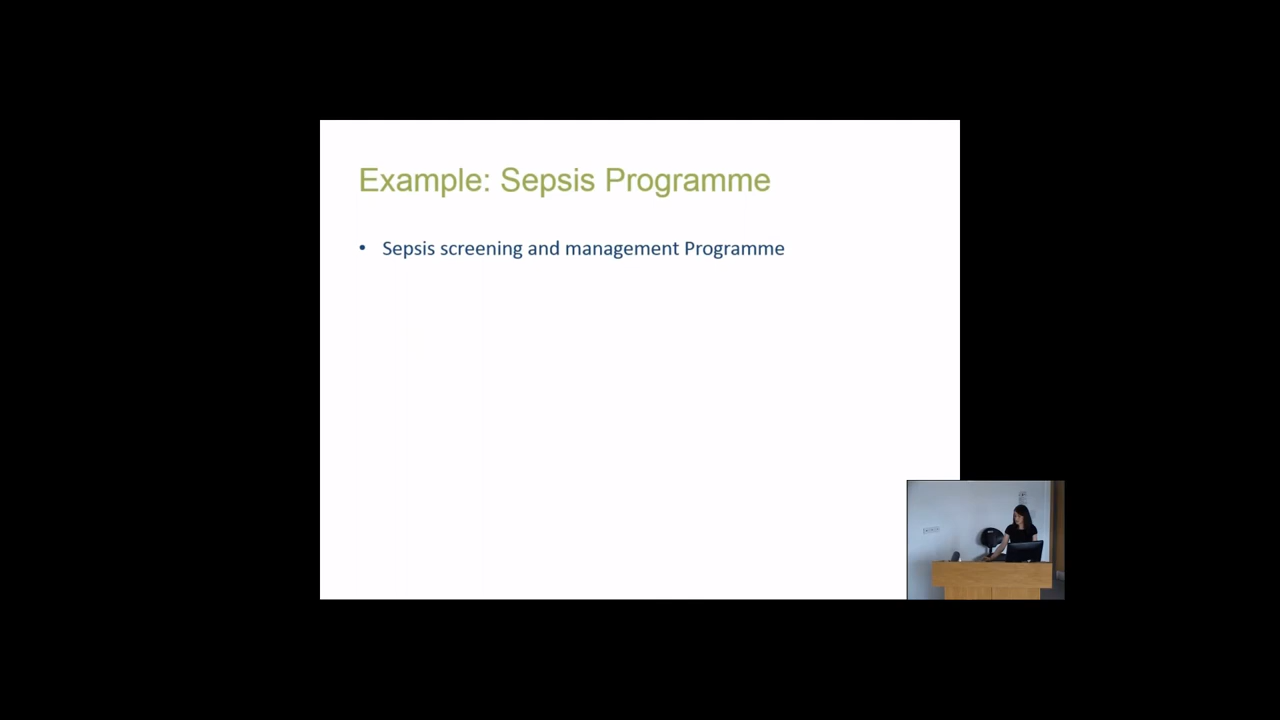 Example: Sepsis Programme
• Sepsis screening and management Programme